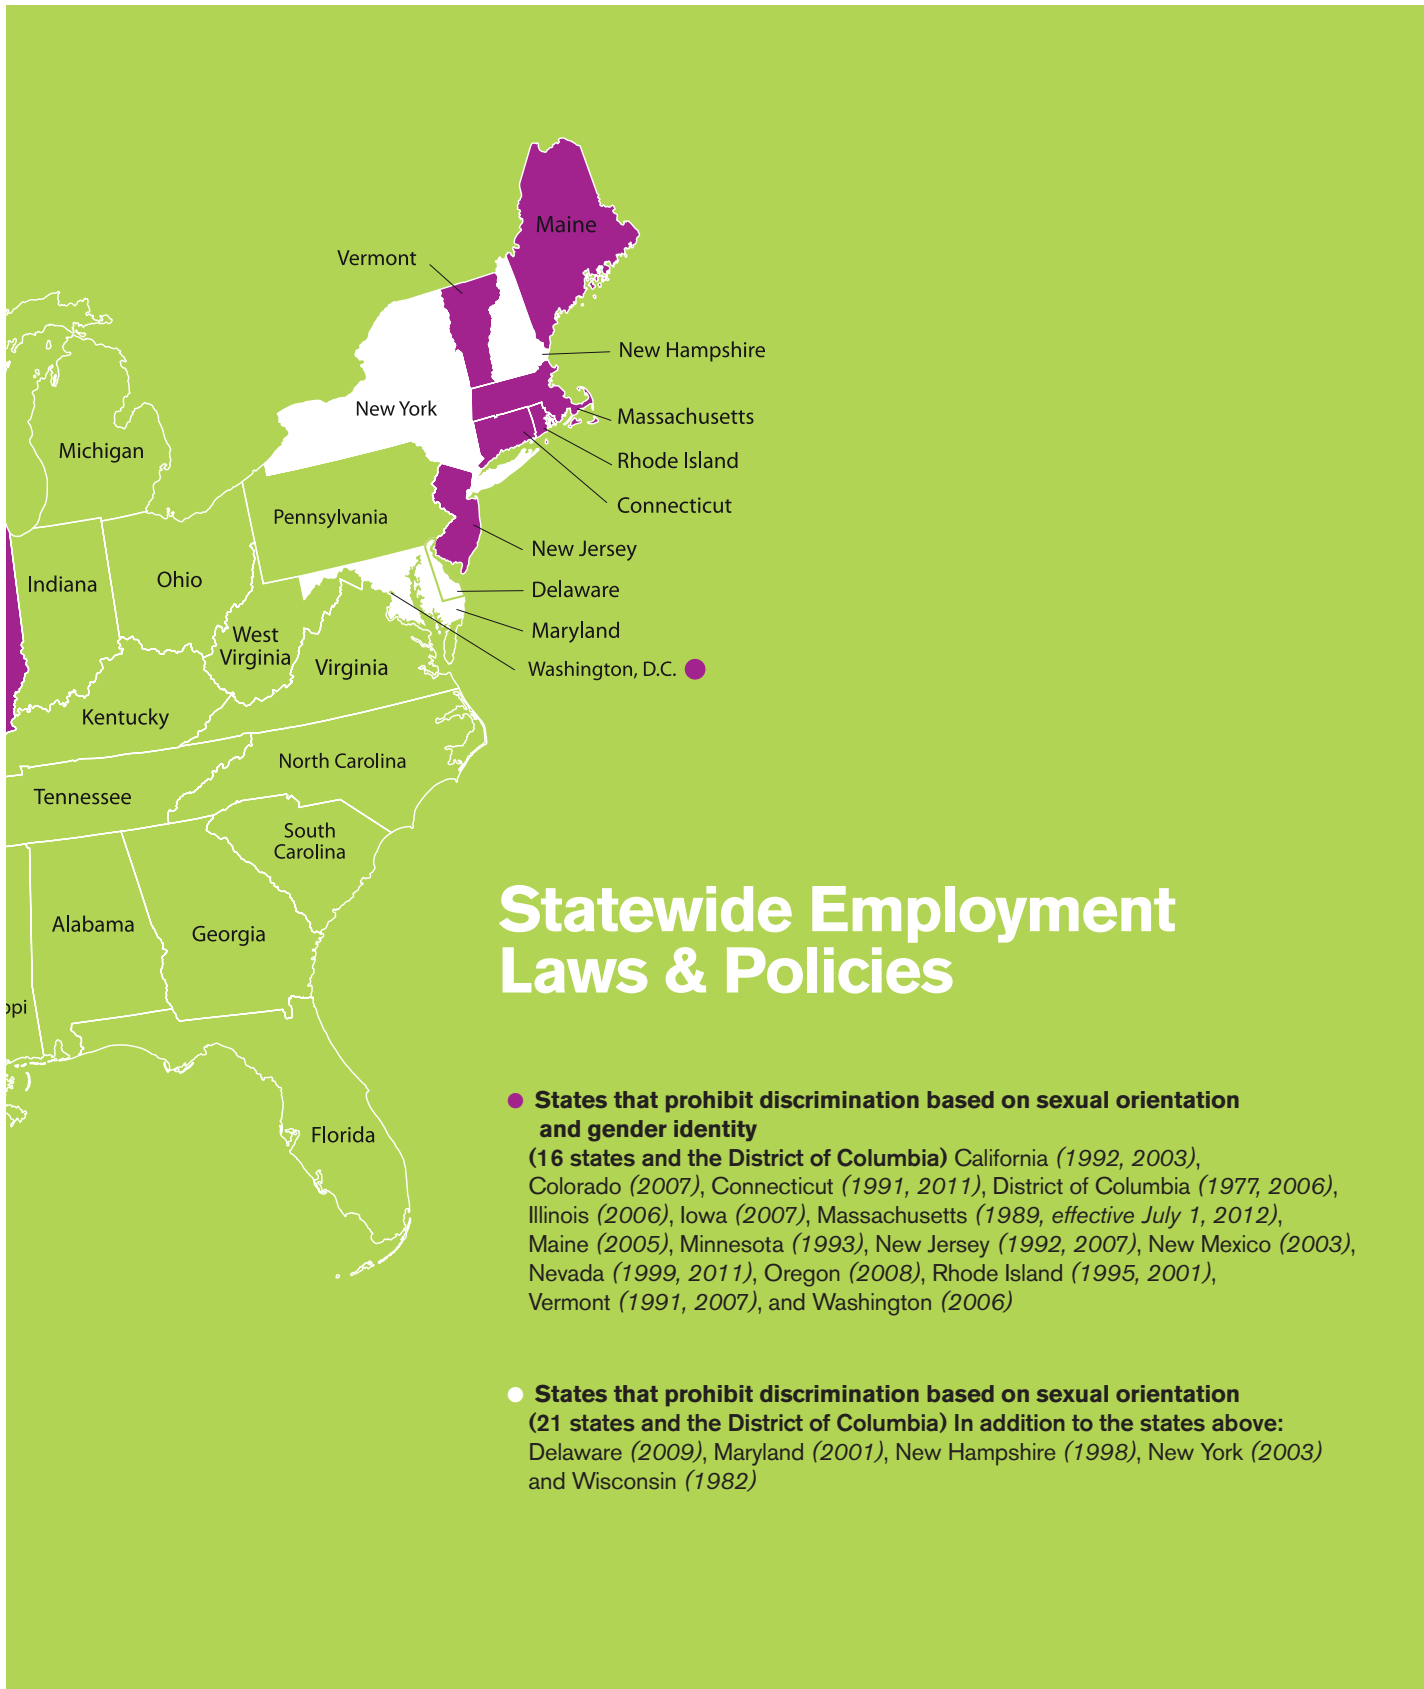 Maine
Vermont
New Hampshire
New York
Massachusetts
Michigan
Rhode Island
Connecticut
Pennsylvania
New Jersey
Indiana
Ohio
Delaware
Maryland
West
Virginia
Virginia
Washington, D.C.
Kentucky
North Carolina
Tennessee
South
Carolina
Alabama
Georgia
opi
Florida
Statewide Employment
Laws & Policies
States that prohibit discrimination based on sexual orientation
and gender identity
(16 states and the District of Columbia) California (1992, 2003),
Colorado (2007), Connecticut (1991, 2011), District of Columbia (1977, 2006),
Illinois (2006), Iowa (2007), Massachusetts (1989, effective July 1, 2012),
Maine (2005), Minnesota (1993), New Jersey (1992, 2007), New Mexico (2003),
Nevada (1999, 2011), Oregon (2008), Rhode Island (1995, 2001),
Vermont (1991, 2007), and Washington (2006)
States that prohibit discrimination based on sexual orientation
(21 states and the District of Columbia) In addition to the states above:
Delaware (2009), Maryland (2001), New Hampshire (1998), New York (2003)
and Wisconsin (1982)